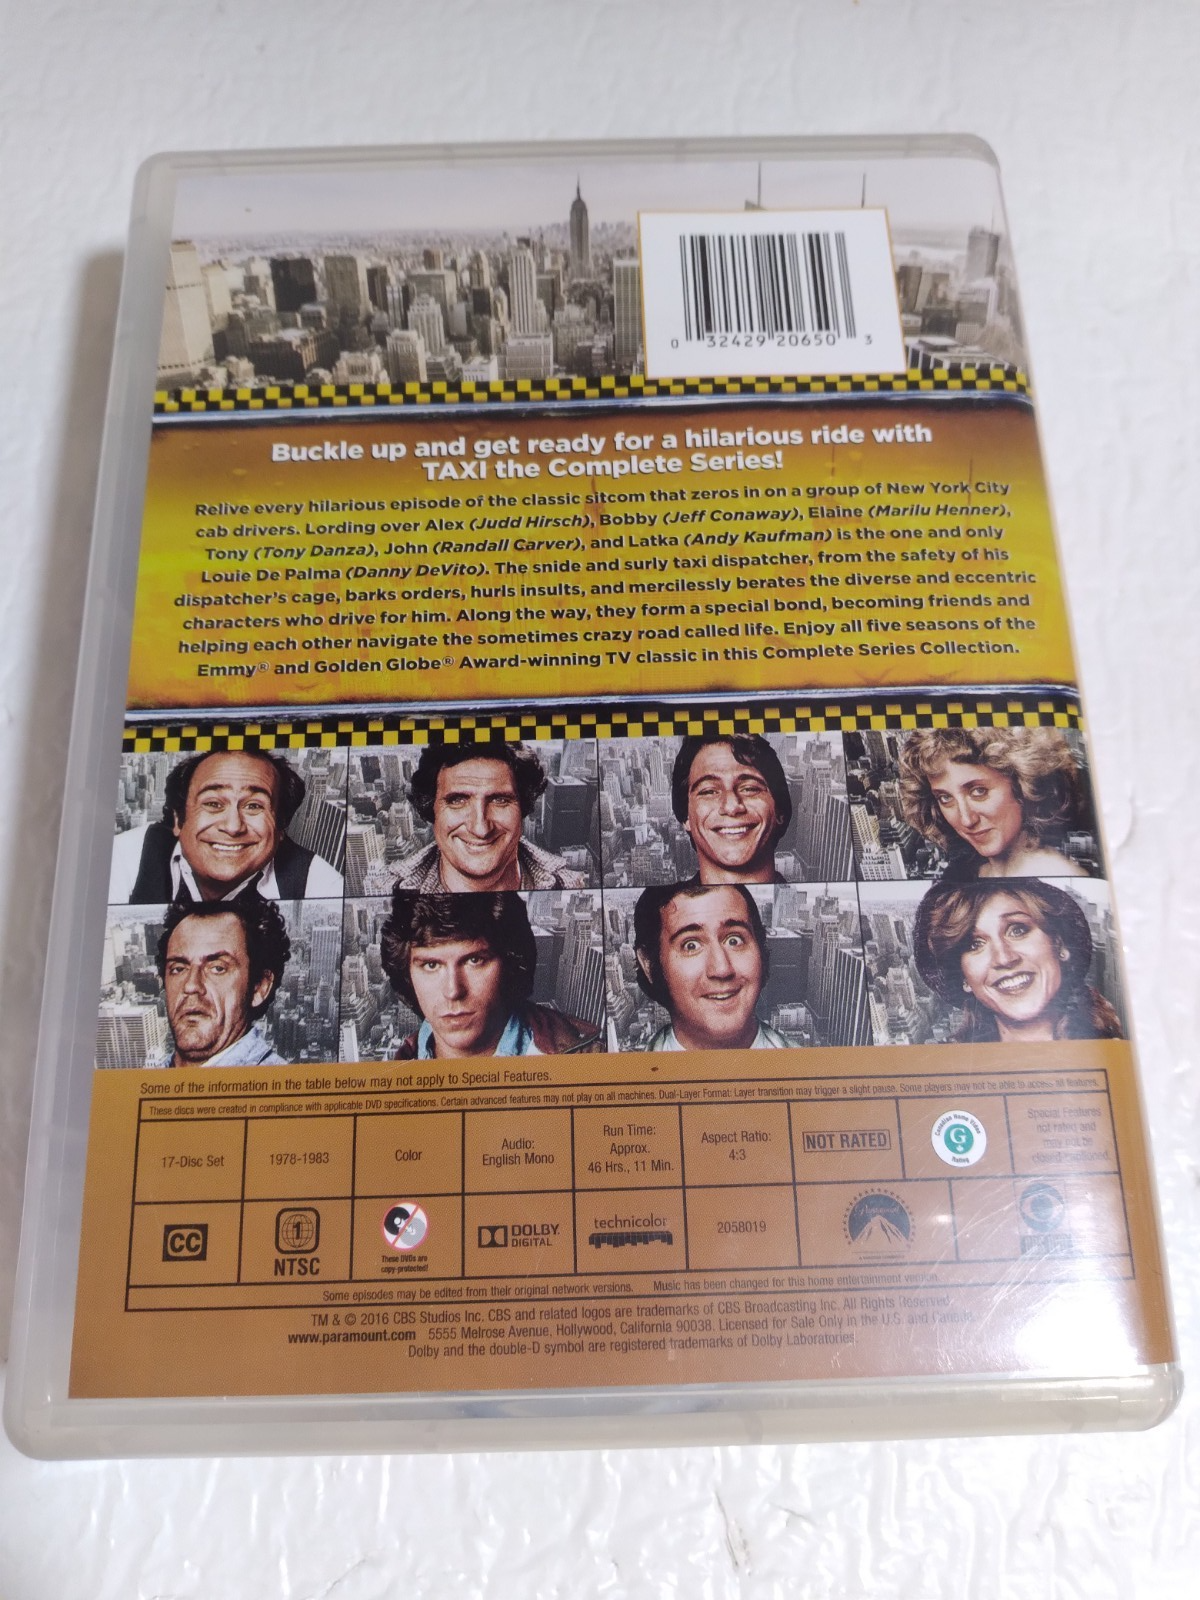 0 32429 20650 3
Buckle up and get ready for a hilarious ride with
TAXI the Complete Series!
Relive every hilarious episode of the classic sitcom that zeros in on a group of New York City
cab drivers. Lording over Alex (Judd Hirsch), Bobby (Jeff Conaway), Elaine (Marilu Henner),
Tony (Tony Danza), John (Randall Carver), and Latka (Andy Kaufman) is the one and only
Louie De Palma (Danny DeVito). The snide and surly taxi dispatcher, from the safety of his
dispatcher's cage, barks orders, hurls insults, and mercilessly berates the diverse and eccentric
characters who drive for him. Along the way, they form a special bond, becoming friends and
helping each other navigate the sometimes crazy road called life. Enjoy all five seasons of the
Emmy® and Golden Globe® Award-winning TV classic in this Complete Series Collection.
Some of the information in the table below may not apply to Special Features.
These discs were created in compliance with applicable DVD specifications. Certain advanced features may not play on all machines. Dual-Layer Format: Layer transition may trigger a slight pause. Some players may not be able to access all features.
17-Disc Set
1978-1983
Color
Audio:
English Mono
Run Time:
Approx.
46 Hrs., 11 Min.
Aspect Ratio:
4:3
NOT RATED
Canadian Home Video
G
Rating
Special Features
not rated and
may not be
closed captioned.
CC
1
NTSC
These DVDs are
copy-protected!
DOLBY
DIGITAL
technicolor
2058019
Paramount
Some episodes may be edited from their original network versions. Music has been changed for this home entertainment version.
TM & © 2016 CBS Studios Inc. CBS and related logos are trademarks of CBS Broadcasting Inc. All Rights Reserved.
www.paramount.com 5555 Melrose Avenue, Hollywood, California 90038. Licensed for Sale Only in the U.S. and Canada.
Dolby and the double-D symbol are registered trademarks of Dolby Laboratories.